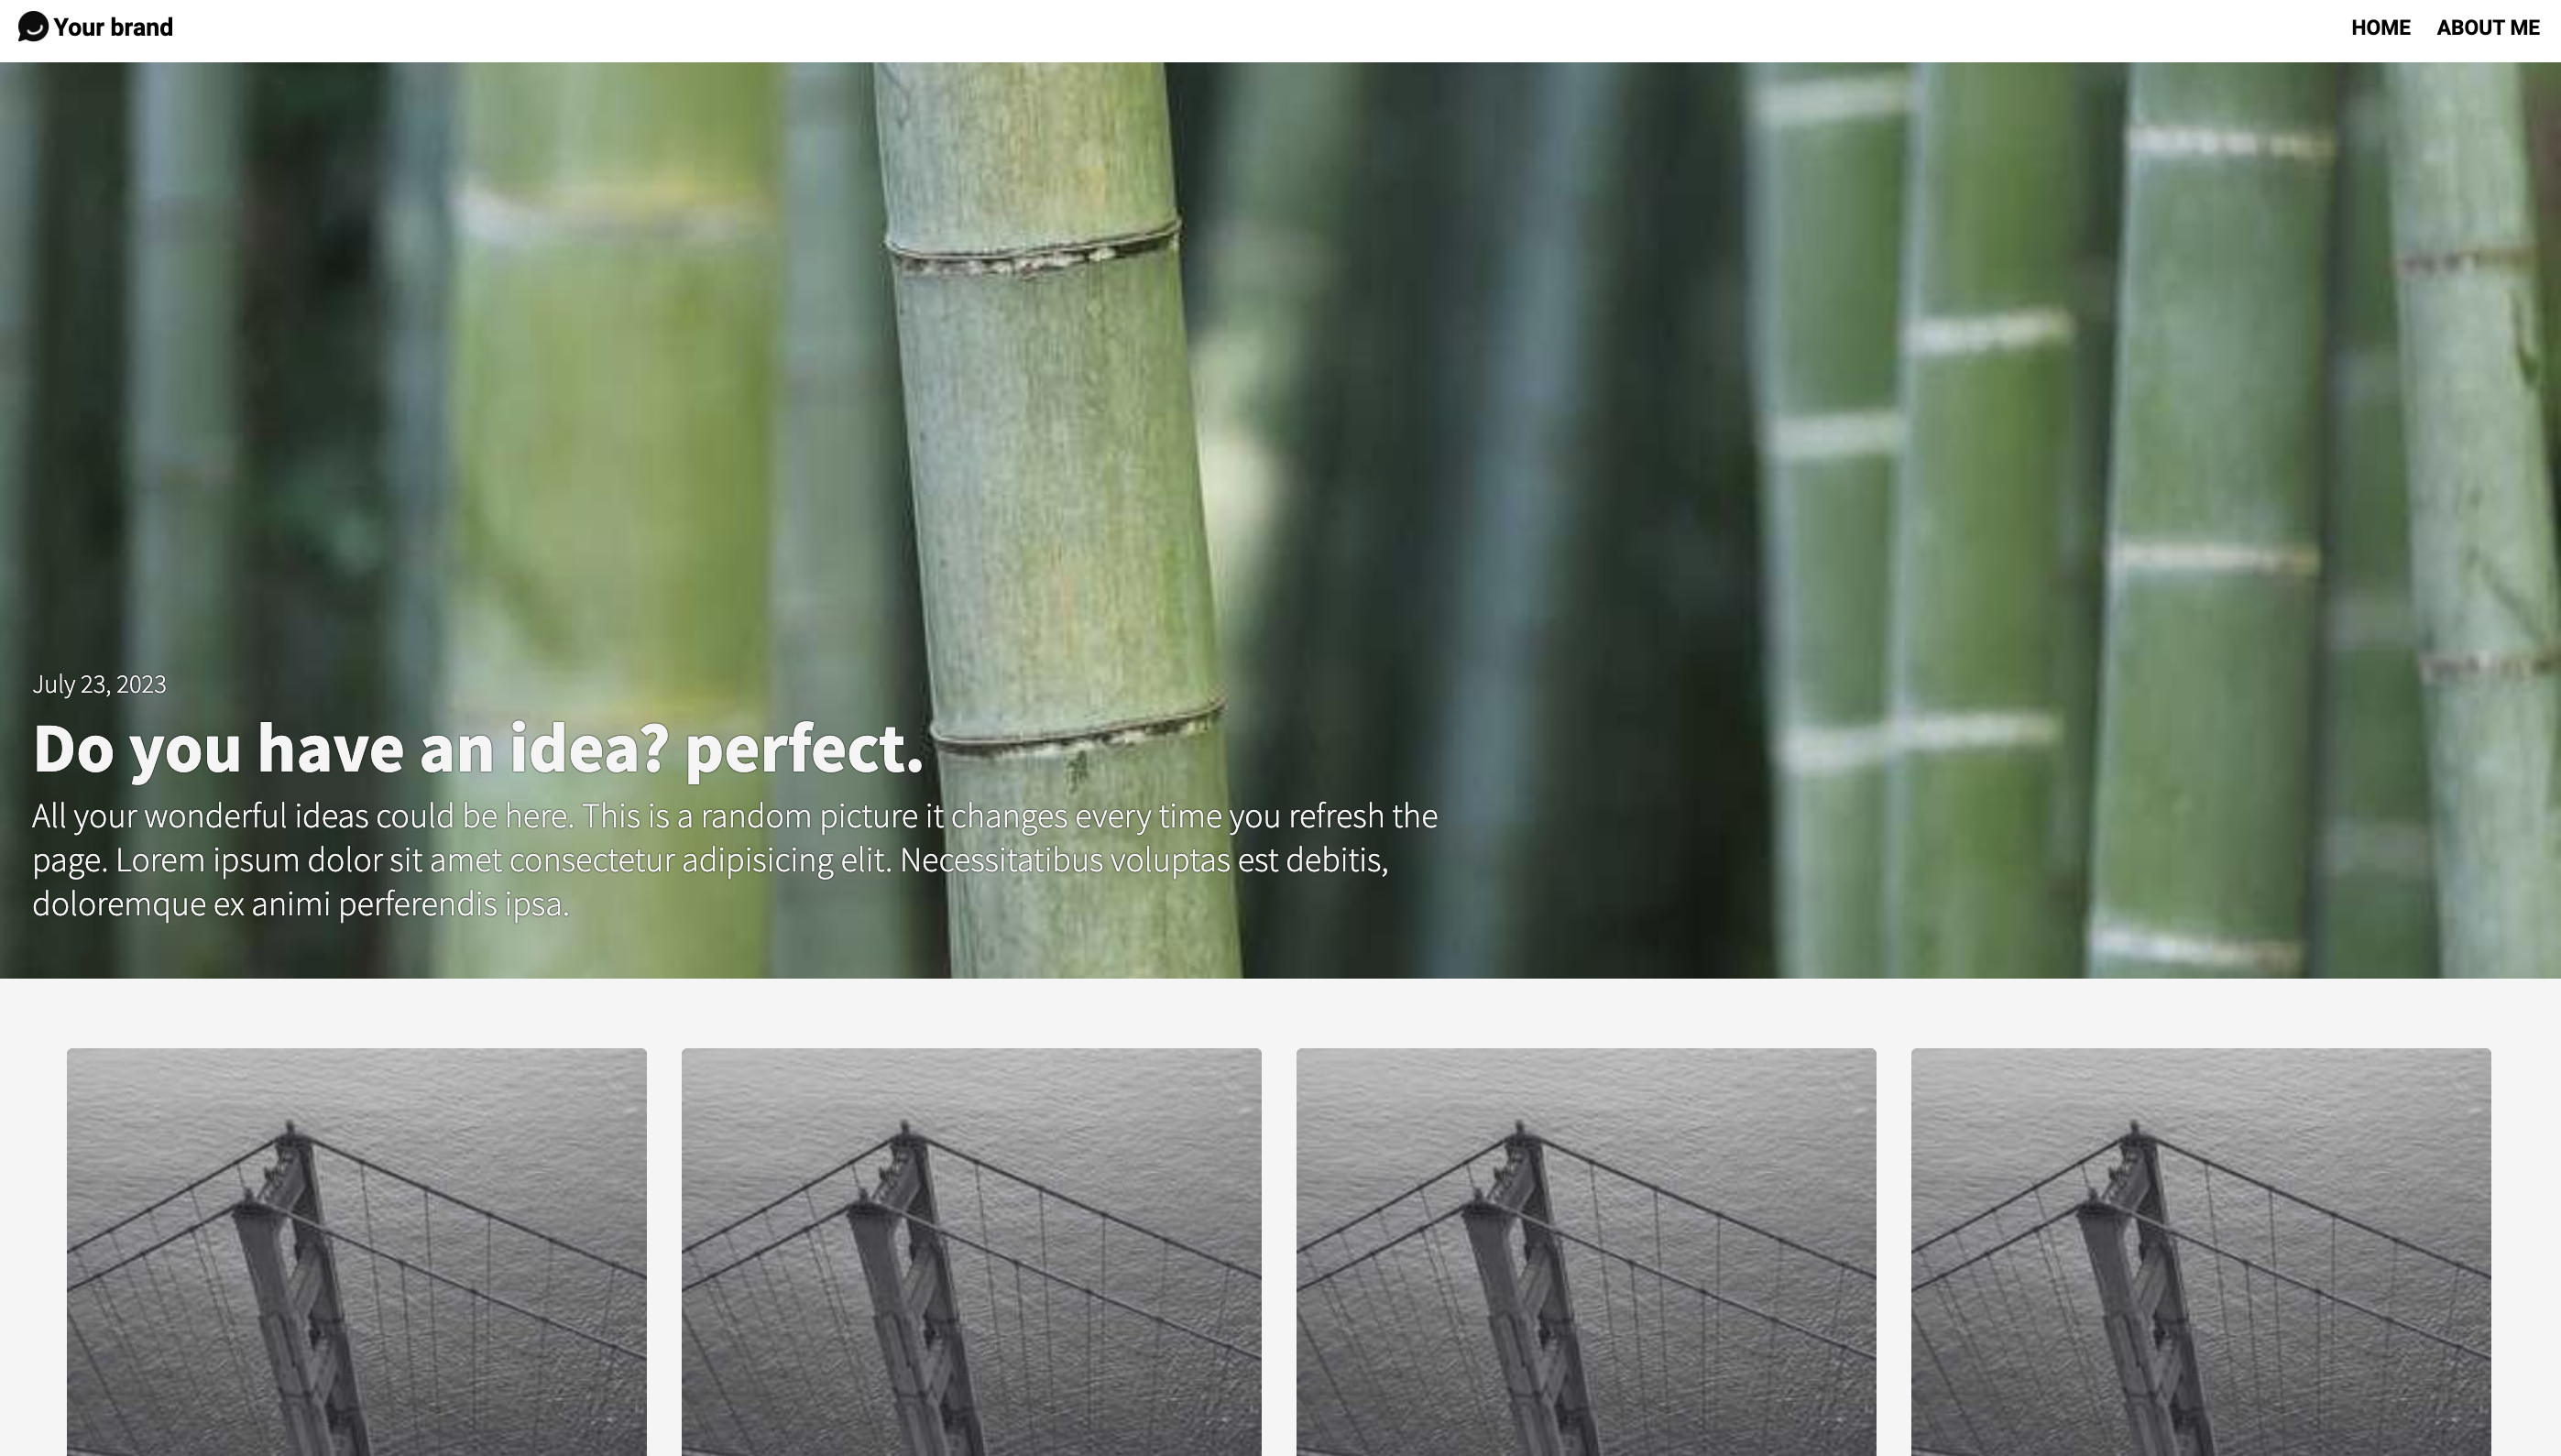 Your brand
HOME ABOUT ME
July 23, 2023
Do you have an idea? perfect.
All your wonderful ideas could be here. This is a random picture it changes every time you refresh the
page. Lorem ipsum dolor sit amet consectetur adipisicing elit. Necessitatibus voluptas est debitis,
doloremque ex animi perferendis ipsa.